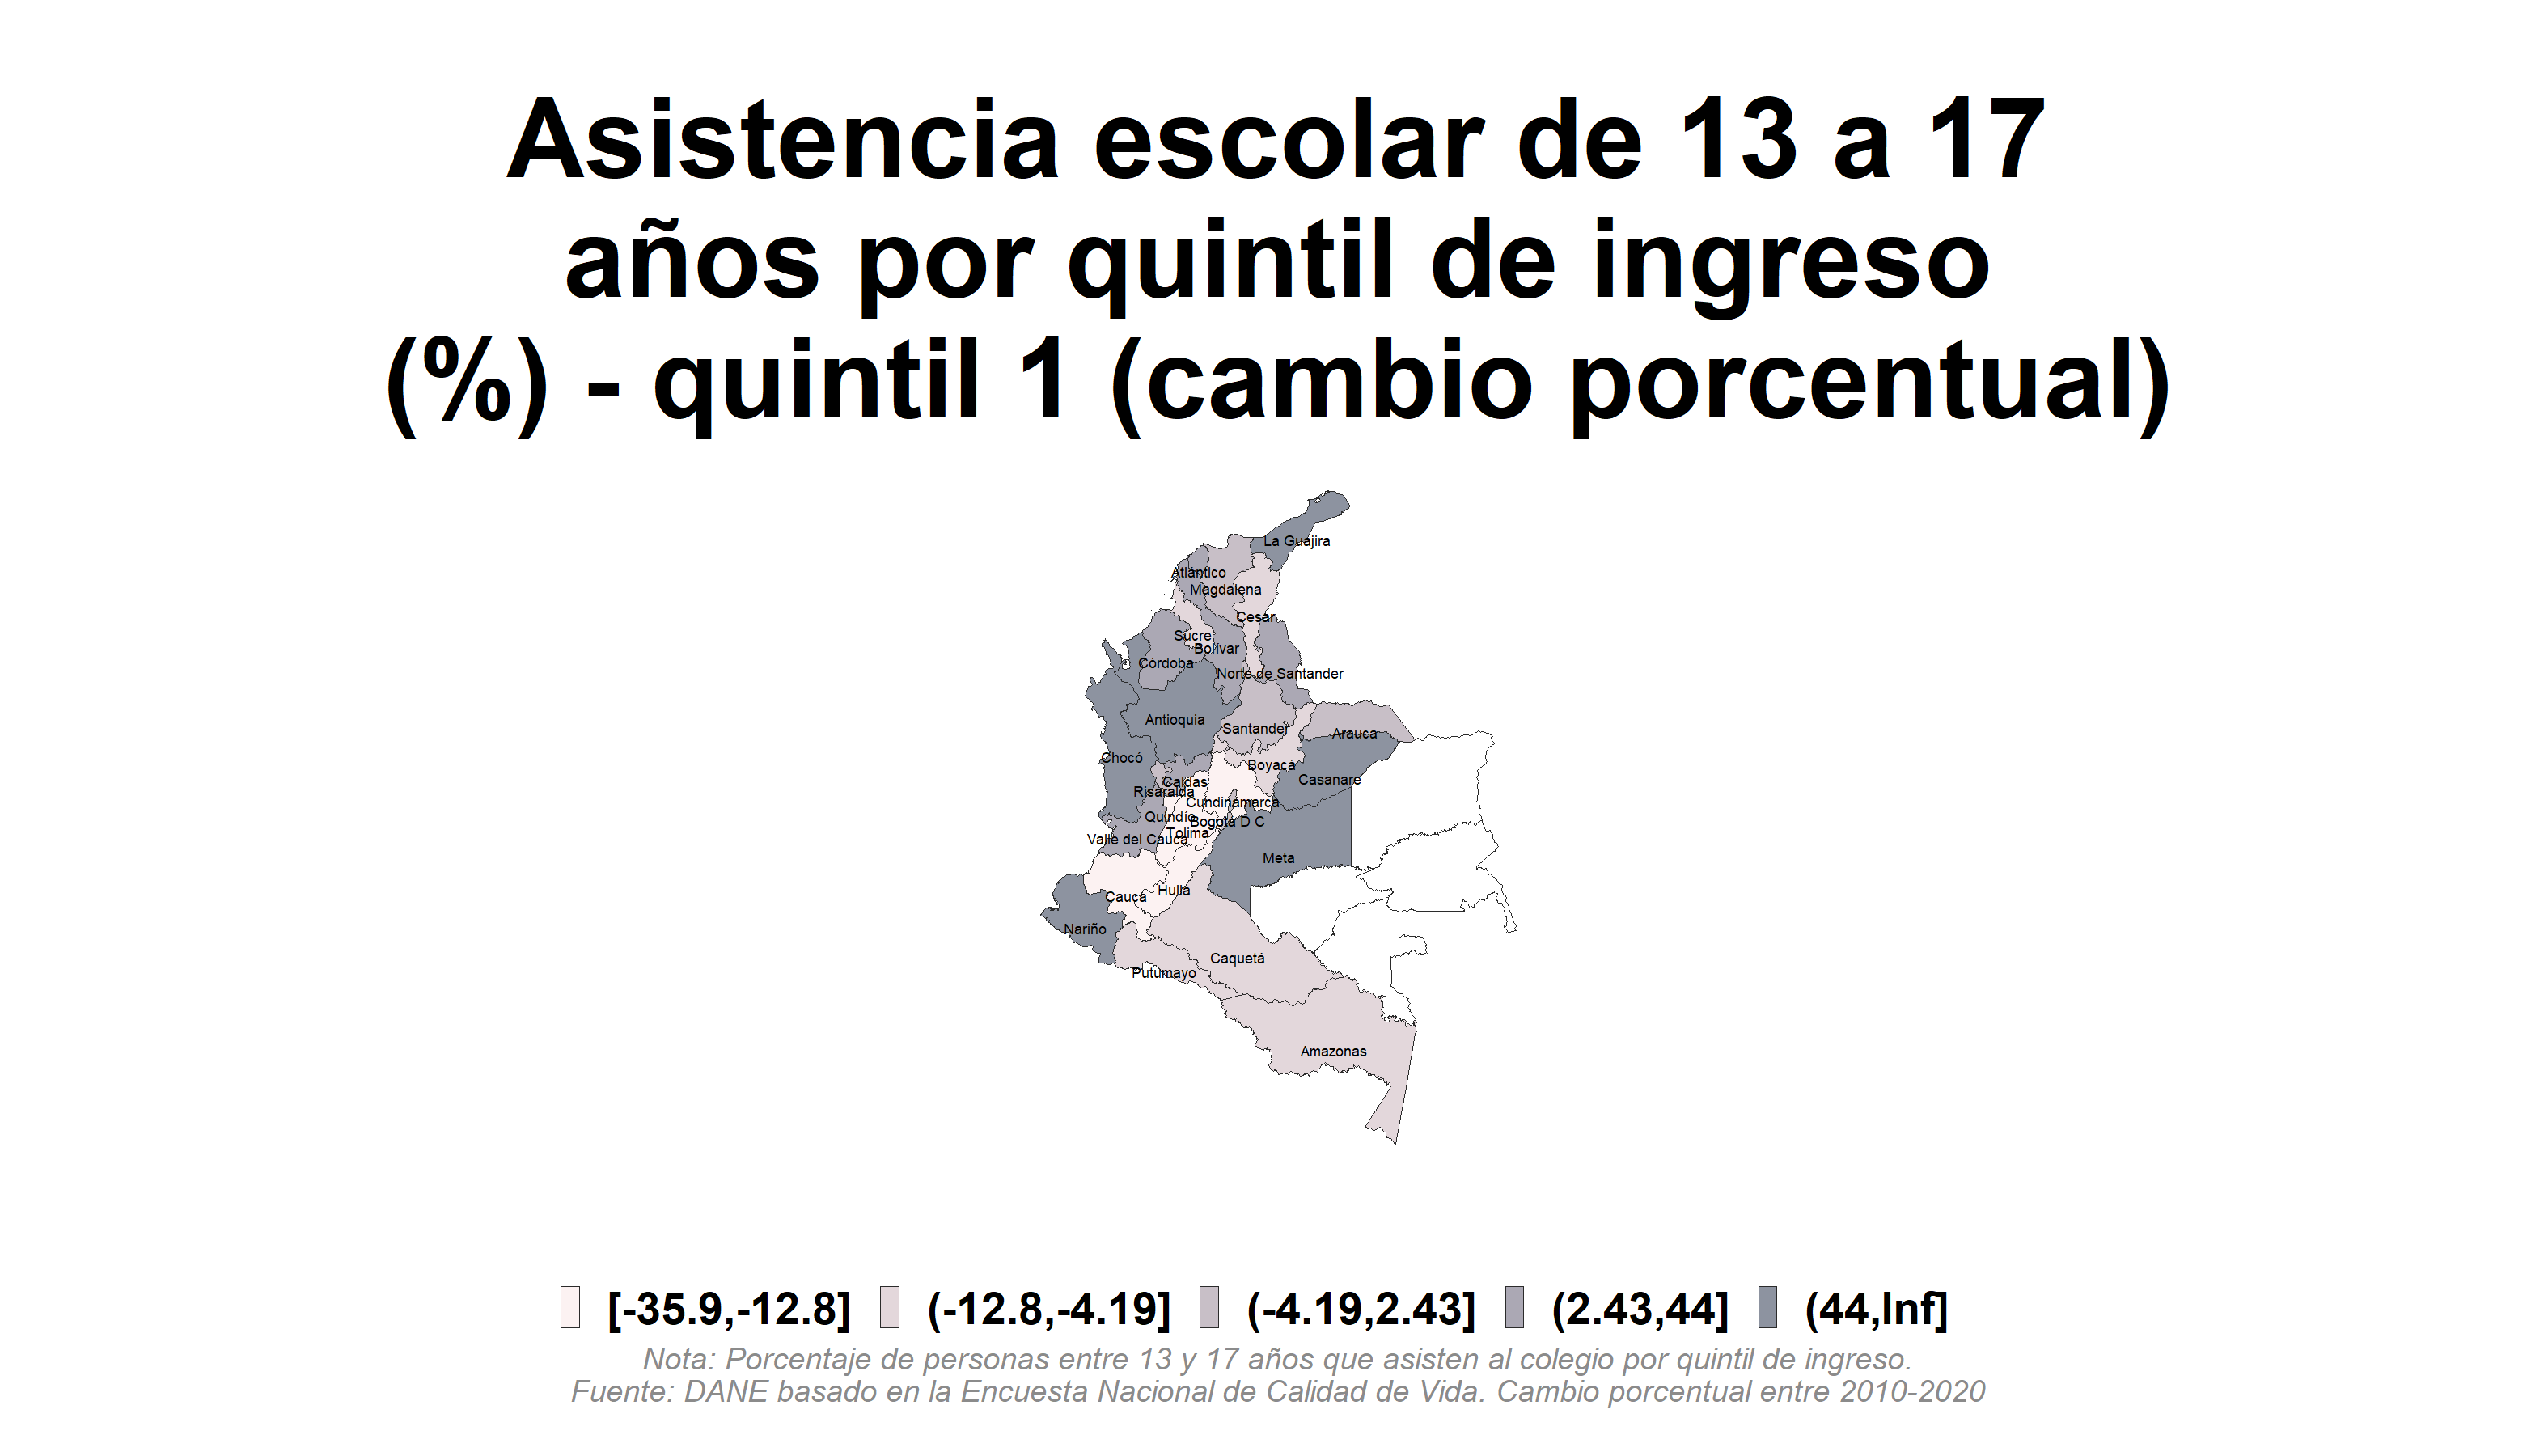 Asistencia escolar de 13 a 17
años por quintil de ingreso
(%) - quintil 1 (cambio porcentual)
La Guajira
Atlántico
Magdalena
Cesar
Sucre
Bolívar
Córdoba
Norte de Santander
Antioquia
Santander
Arauca
Chocó
Boyacá
Casanare
Caldas
Risaralda
Cundinamarca
Quindío
Bogotá D C
Tolima
Valle del Cauca
Meta
Huila
Cauca
Nariño
Caquetá
Putumayo
Amazonas
[-35.9,-12.8] (-12.8,-4.19] (-4.19,2.43] (2.43,44] (44,Inf]
Nota: Porcentaje de personas entre 13 y 17 años que asisten al colegio por quintil de ingreso.
Fuente: DANE basado en la Encuesta Nacional de Calidad de Vida. Cambio porcentual entre 2010-2020